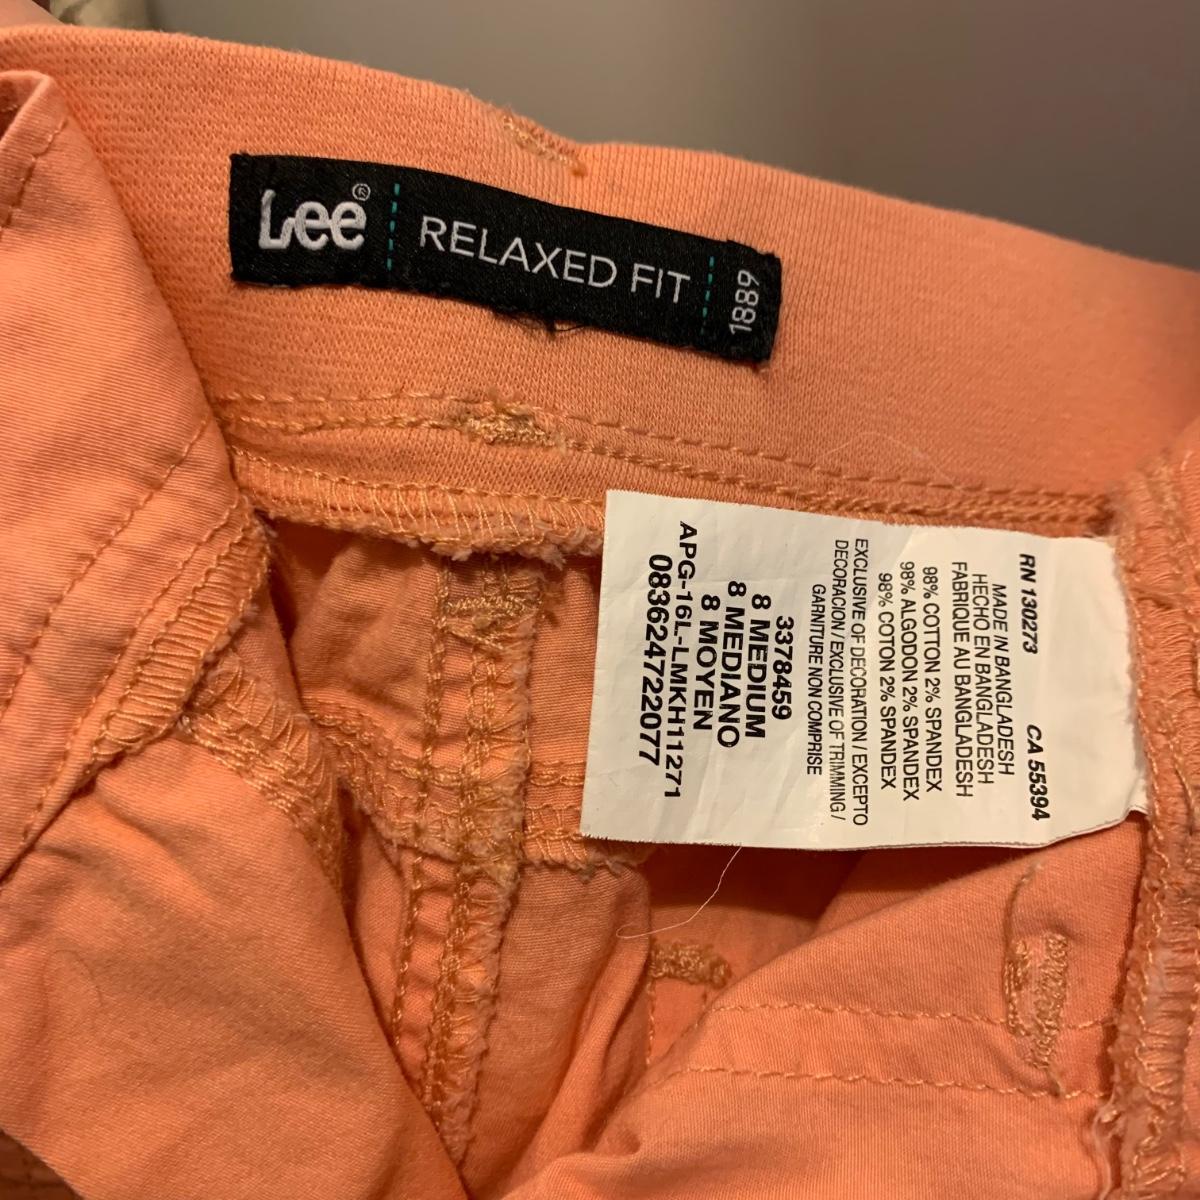 Lee® RELAXED FIT 1889
RN 130273 CA 55394
MADE IN BANGLADESH
HECHO EN BANGLADESH
FABRIQUE AU BANGLADESH
98% COTTON 2% SPANDEX
98% ALGODON 2% SPANDEX
98% COTON 2% SPANDEX
EXCLUSIVE OF DECORATION / EXCEPTO
DECORACION / EXCLUSIVE OF TRIMMING /
GARNITURE NON COMPRISE
3378459
8 MEDIUM
8 MEDIANO
8 MOYEN
APG-16L-LMKH11271
083624722077